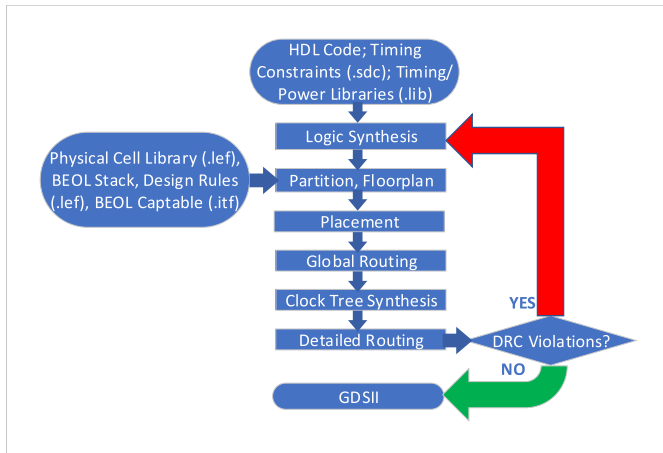 HDL Code; Timing
Constraints (.sdc); Timing/
Power Libraries (.lib)
Logic Synthesis
Physical Cell Library (.lef),
BEOL Stack, Design Rules
(.lef), BEOL Captable (.itf)
Partition, Floorplan
Placement
Global Routing
Clock Tree Synthesis
YES
Detailed Routing
DRC Violations?
NO
GDSII